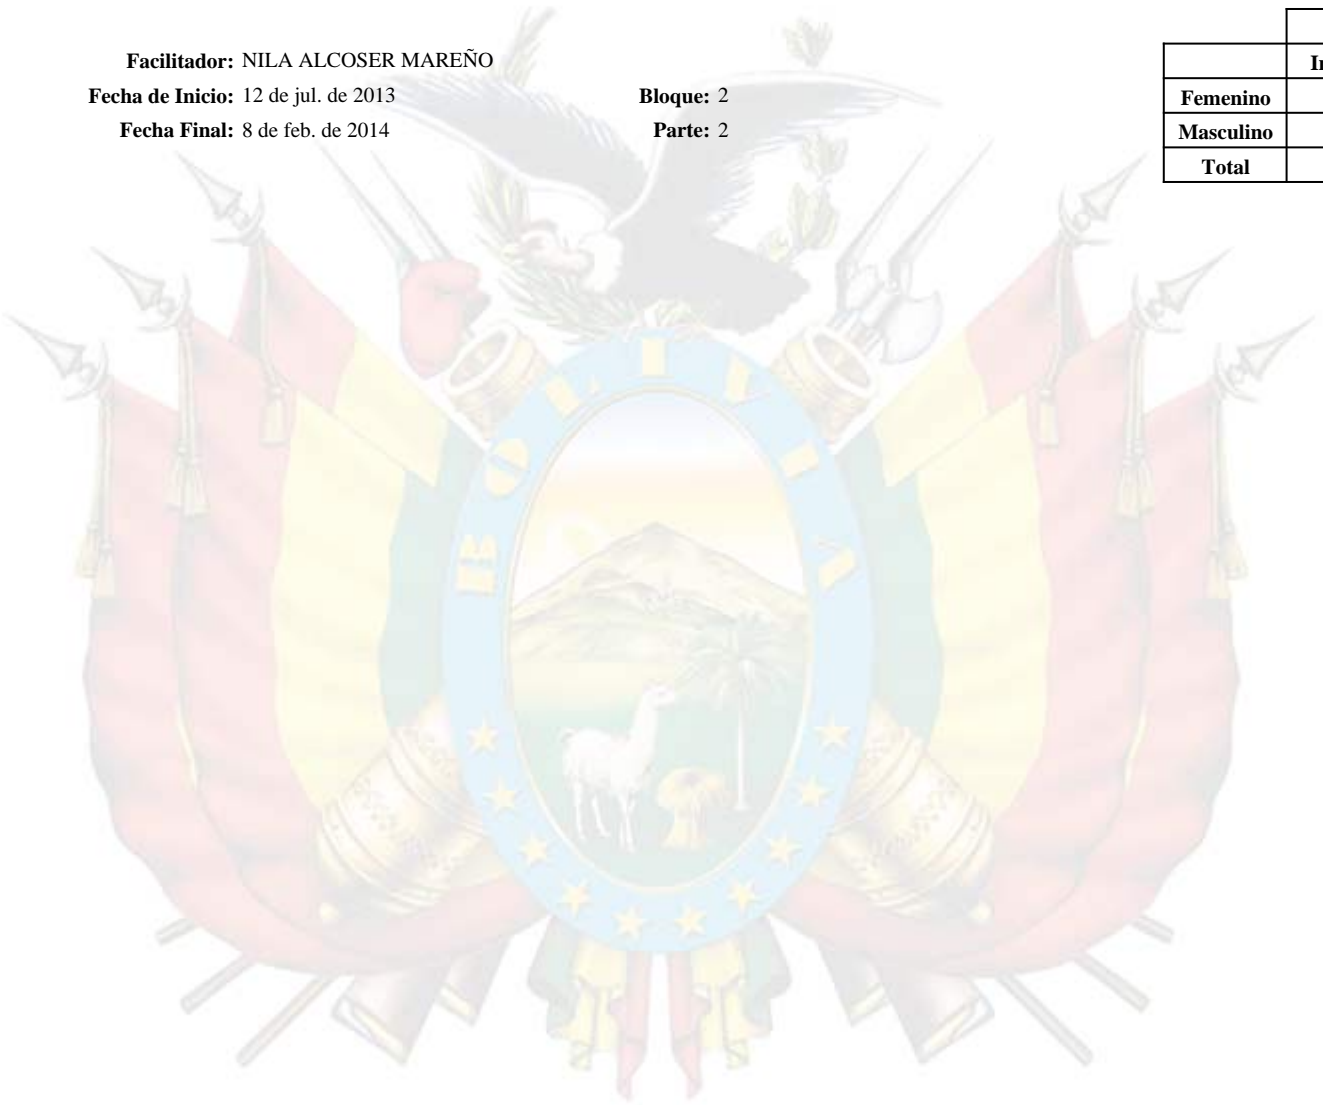 Facilitador: NILA ALCOSER MAREÑO
Fecha de Inicio: 12 de jul. de 2013 Bloque: 2
Fecha Final: 8 de feb. de 2014 Parte: 2
Femenino
Masculino
Total
BOLIVIA